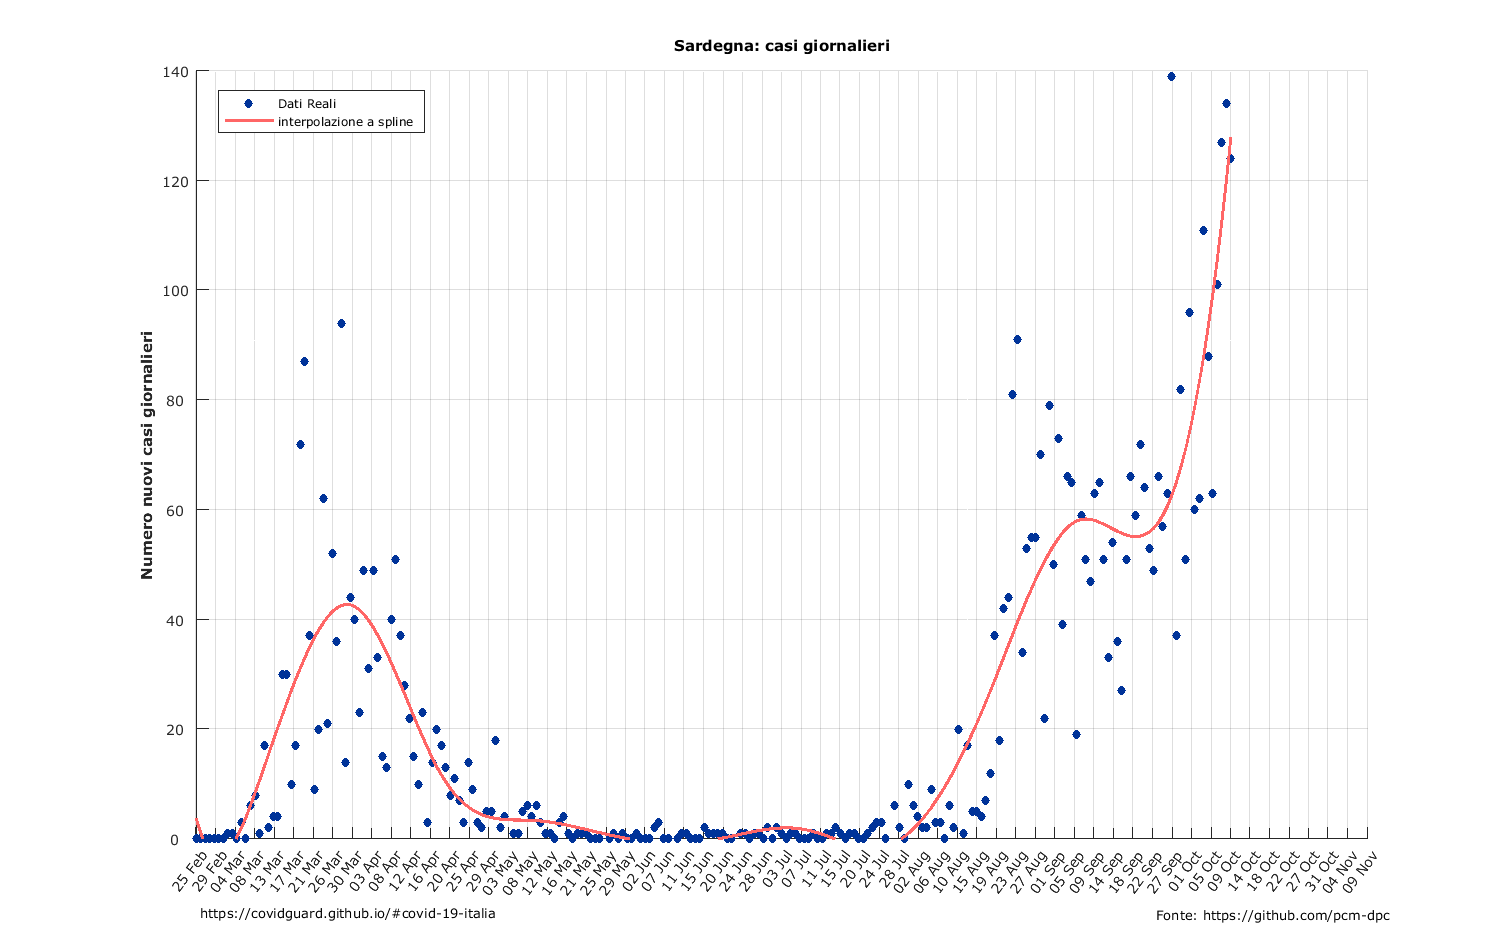 Sardegna: casi giornalieri
Dati Reali
interpolazione a spline
Numero nuovi casi giornalieri
140
120
100
80
60
40
20
0
25 Feb
29 Feb
04 Mar
08 Mar
13 Mar
17 Mar
21 Mar
26 Mar
30 Mar
03 Apr
08 Apr
12 Apr
16 Apr
20 Apr
25 Apr
29 Apr
03 May
08 May
12 May
16 May
21 May
25 May
29 May
02 Jun
07 Jun
11 Jun
15 Jun
20 Jun
24 Jun
28 Jun
03 Jul
07 Jul
11 Jul
15 Jul
20 Jul
24 Jul
28 Jul
02 Aug
06 Aug
10 Aug
15 Aug
19 Aug
23 Aug
27 Aug
01 Sep
05 Sep
09 Sep
14 Sep
18 Sep
22 Sep
27 Sep
01 Oct
05 Oct
09 Oct
14 Oct
18 Oct
22 Oct
27 Oct
31 Oct
04 Nov
09 Nov
https://covidguard.github.io/#covid-19-italia
Fonte: https://github.com/pcm-dpc